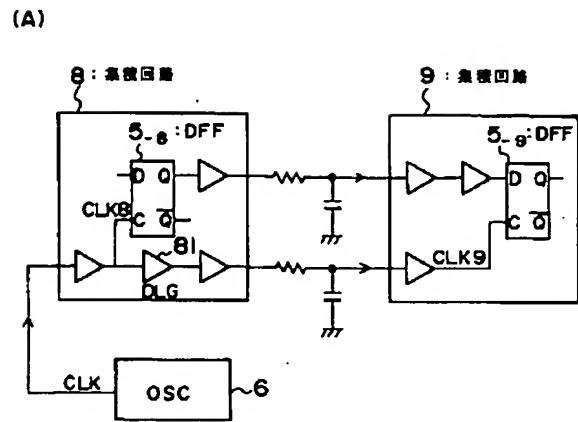 (A)
8：集積回路
9：集積回路
5-8：DFF
5-9：DFF
D Q
D Q
CLK8
C Q̅
C Q̅
81
CLK9
DLG
CLK
OSC
6